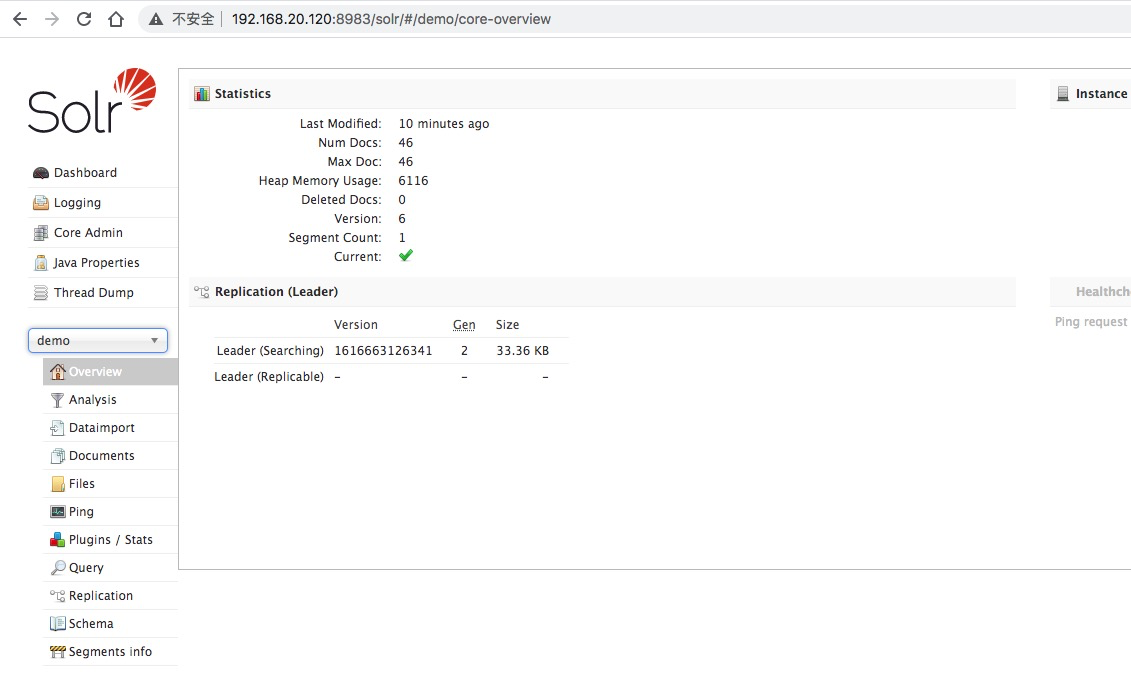 不安全 192.168.20.120:8983/solr/#/demo/core-overview
Solr
Dashboard
Logging
Core Admin
Java Properties
Thread Dump
demo
Overview
Analysis
Dataimport
Documents
Files
Ping
Plugins / Stats
Query
Replication
Schema
Segments info
Statistics
Last Modified: 10 minutes ago
Num Docs: 46
Max Doc: 46
Heap Memory Usage: 6116
Deleted Docs: 0
Version: 6
Segment Count: 1
Current:
Replication (Leader)
Version Gen Size
Leader (Searching) 1616663126341 2 33.36 KB
Leader (Replicable) – – –
Instance
Healthch
Ping request